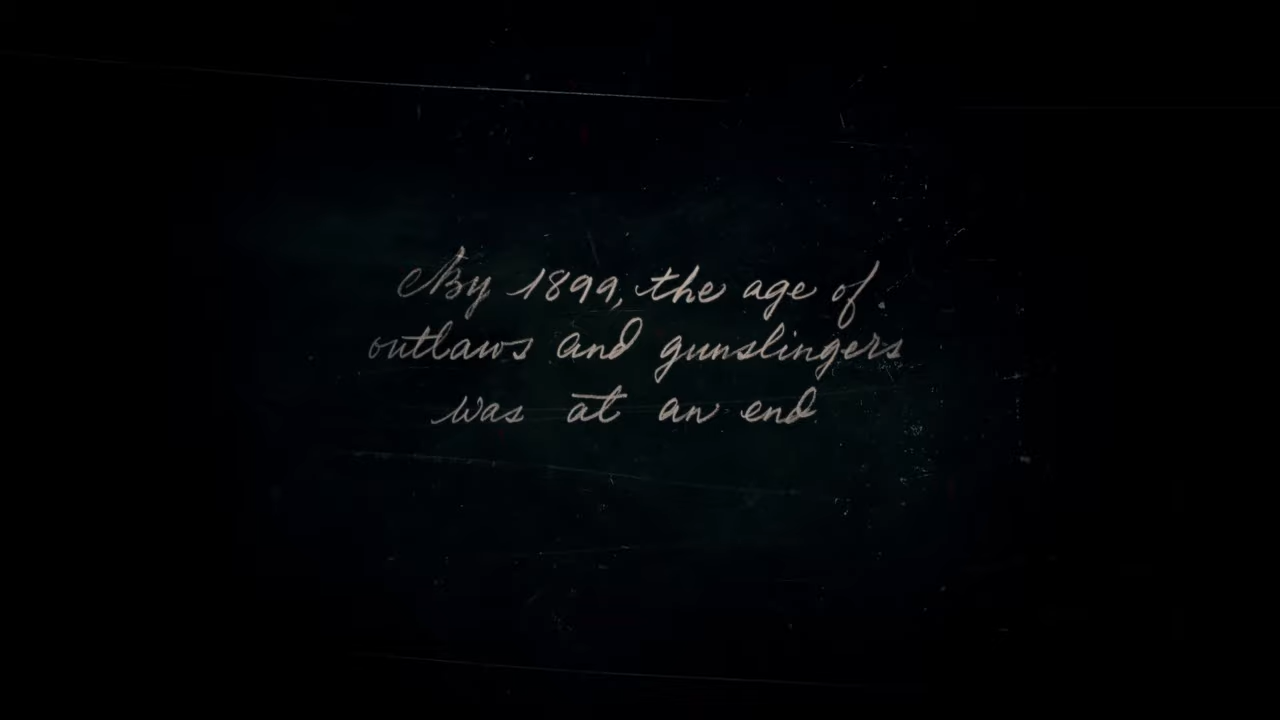 By 1899, the age of
outlaws and gunslingers
was at an end